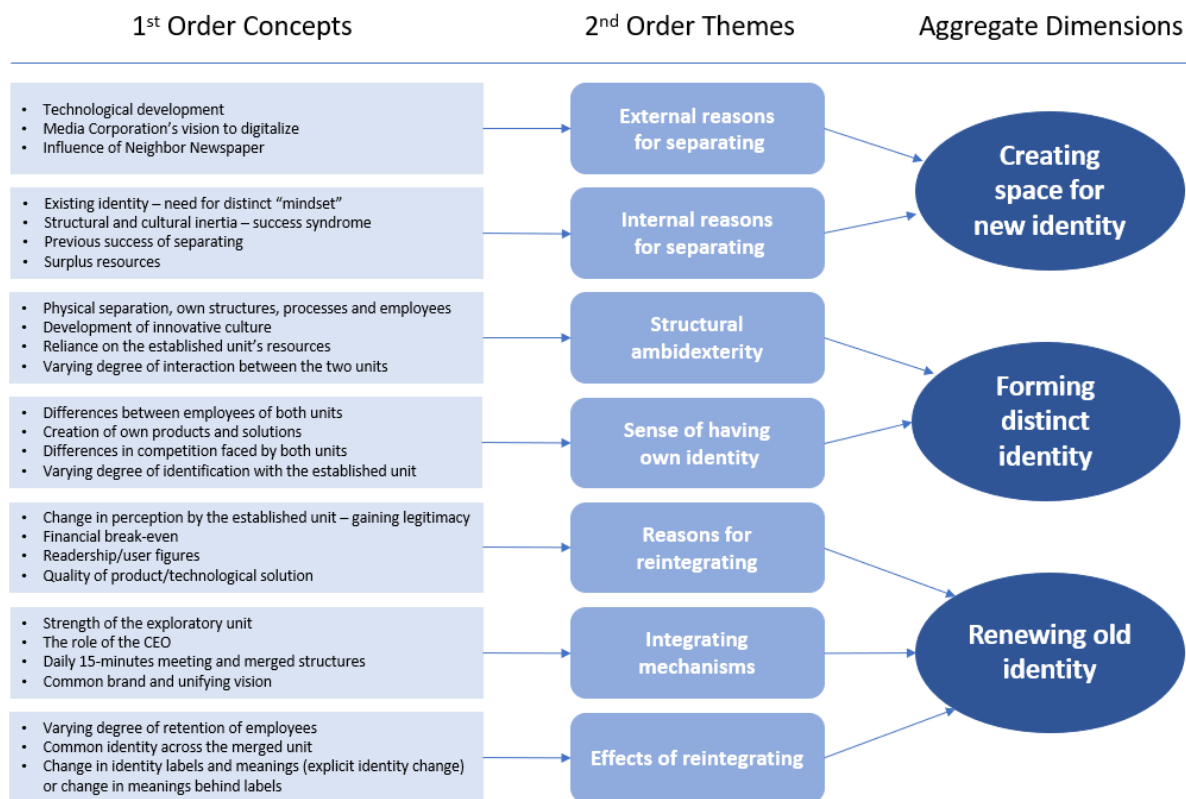 1st Order Concepts
2nd Order Themes
Aggregate Dimensions
• Technological development
• Media Corporation’s vision to digitalize
• Influence of Neighbor Newspaper
External reasons
for separating
• Existing identity – need for distinct “mindset”
• Structural and cultural inertia – success syndrome
• Previous success of separating
• Surplus resources
Internal reasons
for separating
Creating
space for
new identity
• Physical separation, own structures, processes and employees
• Development of innovative culture
• Reliance on the established unit’s resources
• Varying degree of interaction between the two units
Structural
ambidexterity
• Differences between employees of both units
• Creation of own products and solutions
• Differences in competition faced by both units
• Varying degree of identification with the established unit
Sense of having
own identity
Forming
distinct
identity
• Change in perception by the established unit – gaining legitimacy
• Financial break-even
• Readership/user figures
• Quality of product/technological solution
Reasons for
reintegrating
• Strength of the exploratory unit
• The role of the CEO
• Daily 15-minutes meeting and merged structures
• Common brand and unifying vision
Integrating
mechanisms
• Varying degree of retention of employees
• Common identity across the merged unit
• Change in identity labels and meanings (explicit identity change)
or change in meanings behind labels
Effects of reintegrating
Renewing old
identity